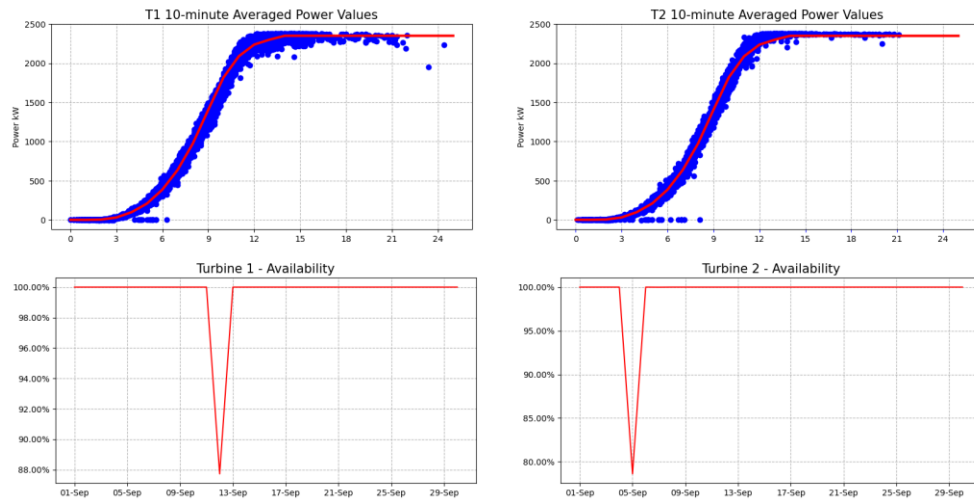 T1 10-minute Averaged Power Values
Power kW
2500
2000
1500
1000
500
0
0 3 6 9 12 15 18 21 24
T2 10-minute Averaged Power Values
Power kW
2500
2000
1500
1000
500
0
0 3 6 9 12 15 18 21 24
Turbine 1 - Availability
100.00%
98.00%
96.00%
94.00%
92.00%
90.00%
88.00%
01-Sep 05-Sep 09-Sep 13-Sep 17-Sep 21-Sep 25-Sep 29-Sep
Turbine 2 - Availability
100.00%
95.00%
90.00%
85.00%
80.00%
01-Sep 05-Sep 09-Sep 13-Sep 17-Sep 21-Sep 25-Sep 29-Sep